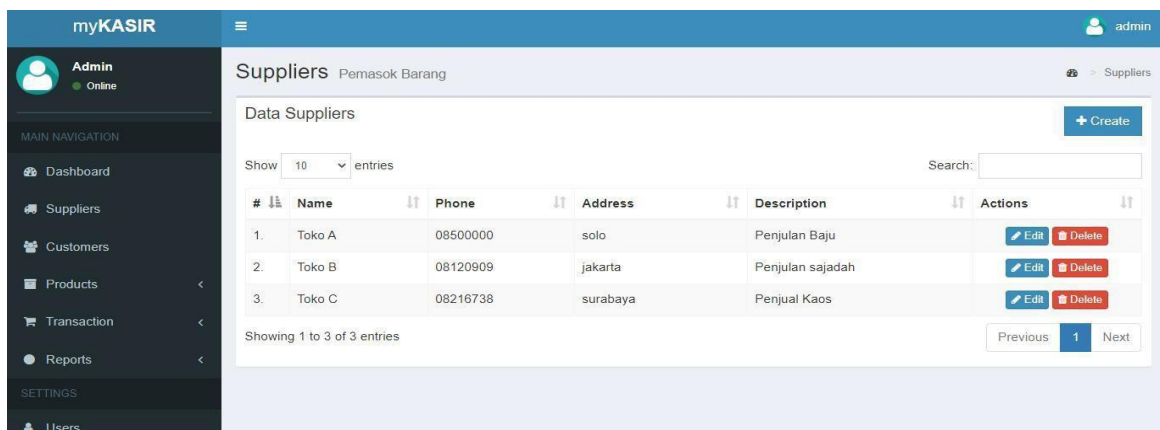 myKASIR
admin
Admin
Online
MAIN NAVIGATION
Dashboard
Suppliers
Customers
Products
Transaction
Reports
SETTINGS
Users
Suppliers Pemasok Barang
> Suppliers
Data Suppliers
+ Create
Show 10 entries
Search:
# Name Phone Address Description Actions
1. Toko A 08500000 solo Penjulan Baju Edit Delete
2. Toko B 08120909 jakarta Penjulan sajadah Edit Delete
3. Toko C 08216738 surabaya Penjual Kaos Edit Delete
Showing 1 to 3 of 3 entries
Previous 1 Next